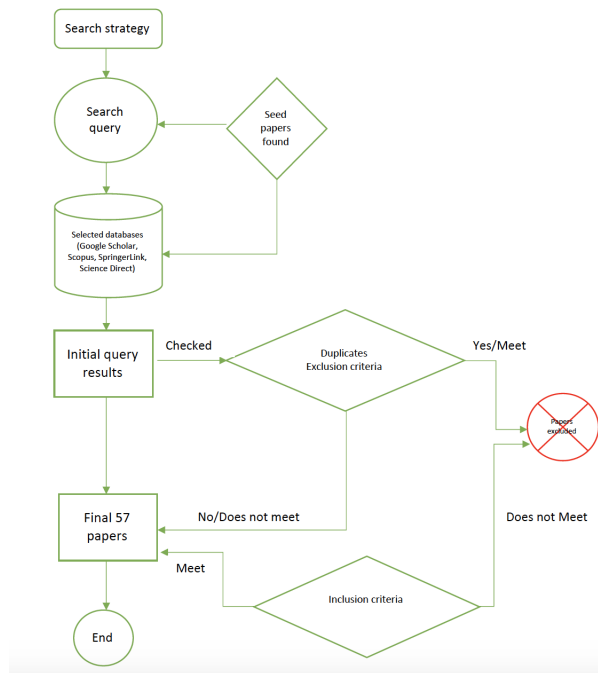 Search strategy
Search
query
Seed
papers
found
Selected databases
(Google Scholar,
Scopus, SpringerLink,
Science Direct)
Initial query
results
Checked
Duplicates
Exclusion criteria
Yes/Meet
Papers
excluded
Final 57
papers
No/Does not meet
Does not Meet
Meet
Inclusion criteria
End